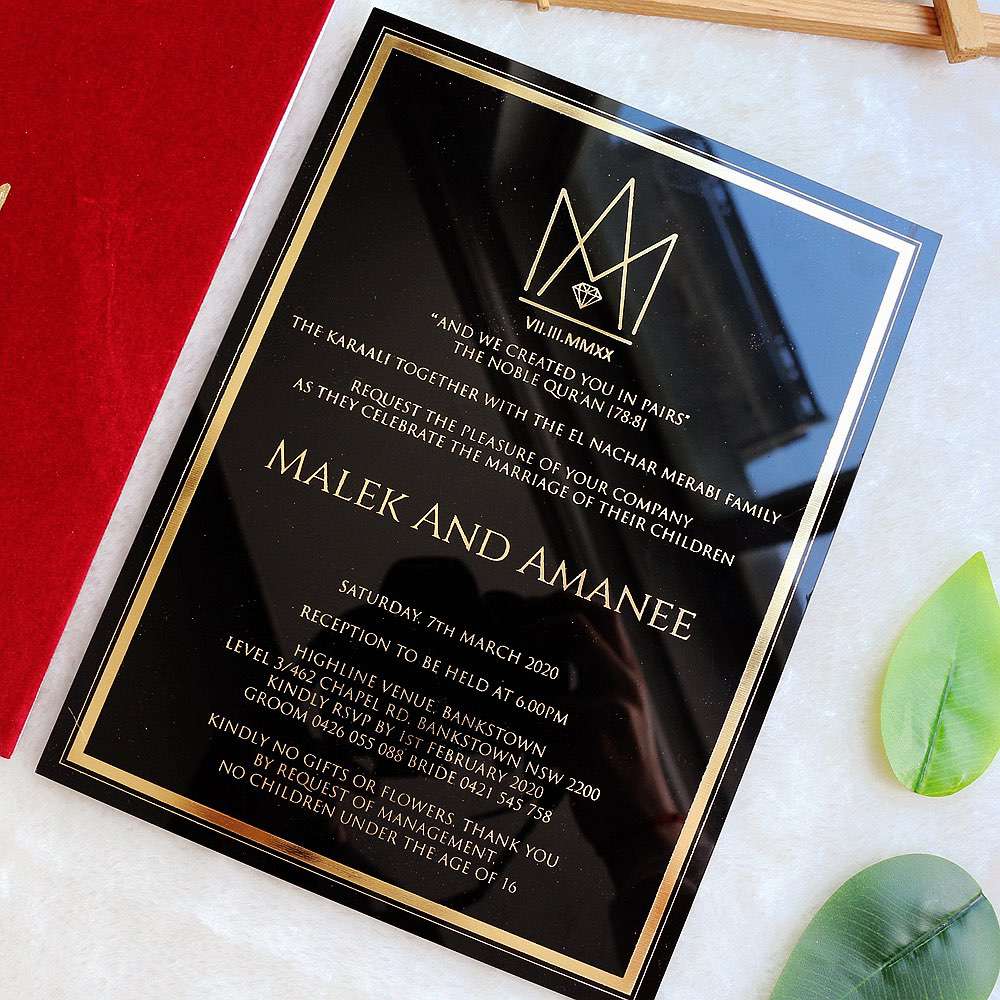 VII.III.MMXX
“AND WE CREATED YOU IN PAIRS”
THE NOBLE QUR'AN |78:8|
THE KARAALI TOGETHER WITH THE EL NACHAR MERABI FAMILY
REQUEST THE PLEASURE OF YOUR COMPANY
AS THEY CELEBRATE THE MARRIAGE OF THEIR CHILDREN
MALEK AND AMANEE
SATURDAY, 7TH MARCH 2020
RECEPTION TO BE HELD AT 6.00PM
HIGHLINE VENUE, BANKSTOWN
LEVEL 3/462 CHAPEL RD, BANKSTOWN NSW 2200
KINDLY RSVP BY 1ST FEBRUARY 2020
GROOM 0426 055 088 BRIDE 0421 545 758
KINDLY NO GIFTS OR FLOWERS, THANK YOU
BY REQUEST OF MANAGEMENT,
NO CHILDREN UNDER THE AGE OF 16